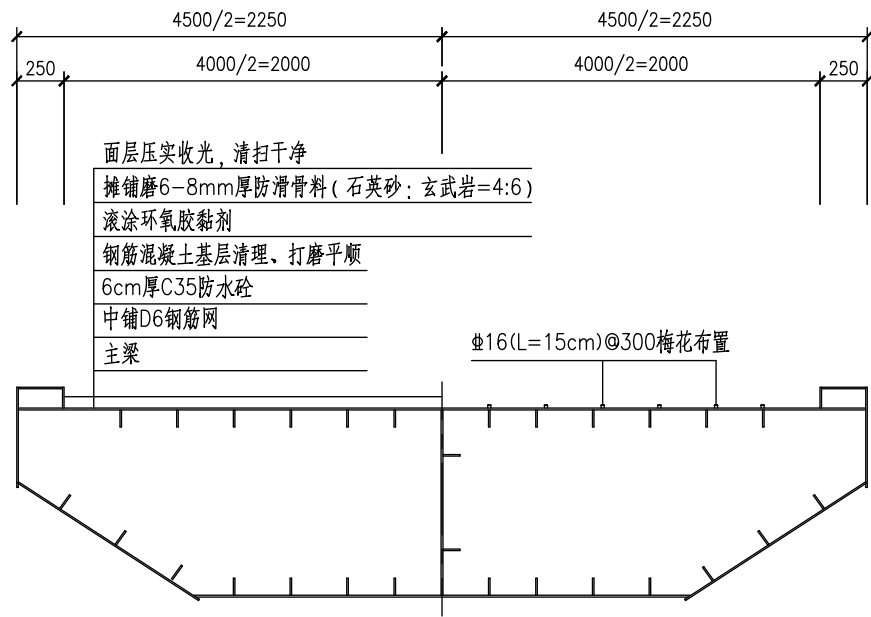 4500/2=2250
4500/2=2250
250
4000/2=2000
4000/2=2000
250
面层压实收光，清扫干净
摊铺磨6-8mm厚防滑骨料(石英砂：玄武岩=4:6)
滚涂环氧胶黏剂
钢筋混凝土基层清理、打磨平顺
6cm厚C35防水砼
中铺D6钢筋网
主梁
⌀16(L=15cm)@300梅花布置